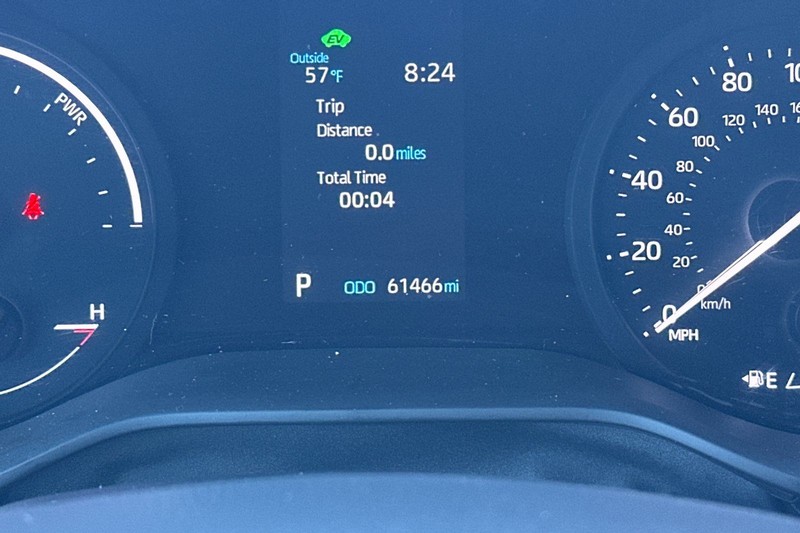 EV
Outside
57°F 8:24
Trip
Distance
0.0 miles
Total Time
00:04
P ODO 61466 mi
PWR
H
80
60
40
20
0
MPH
140
120
100
80
60
40
20
km/h
E